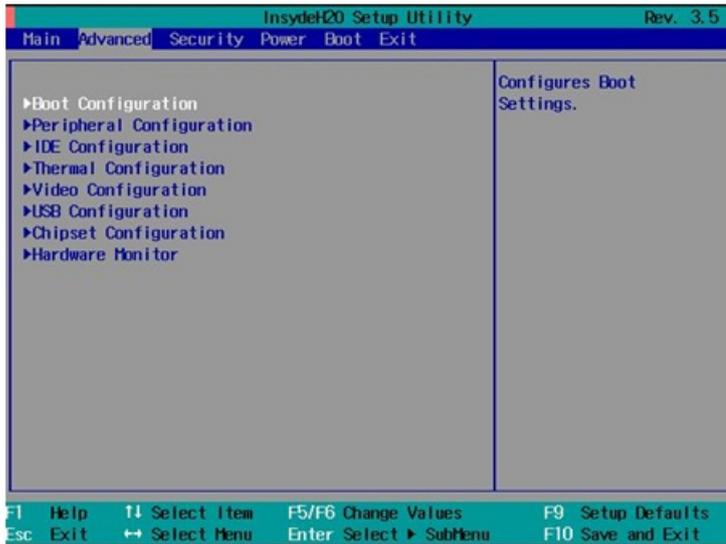 InsydeH20 Setup Utility Rev. 3.5
Main Advanced Security Power Boot Exit
▶Boot Configuration
▶Peripheral Configuration
▶IDE Configuration
▶Thermal Configuration
▶Video Configuration
▶USB Configuration
▶Chipset Configuration
▶Hardware Monitor
Configures Boot
Settings.
F1 Help ↑↓ Select Item F5/F6 Change Values F9 Setup Defaults
Esc Exit ↔ Select Menu Enter Select ▶ SubMenu F10 Save and Exit